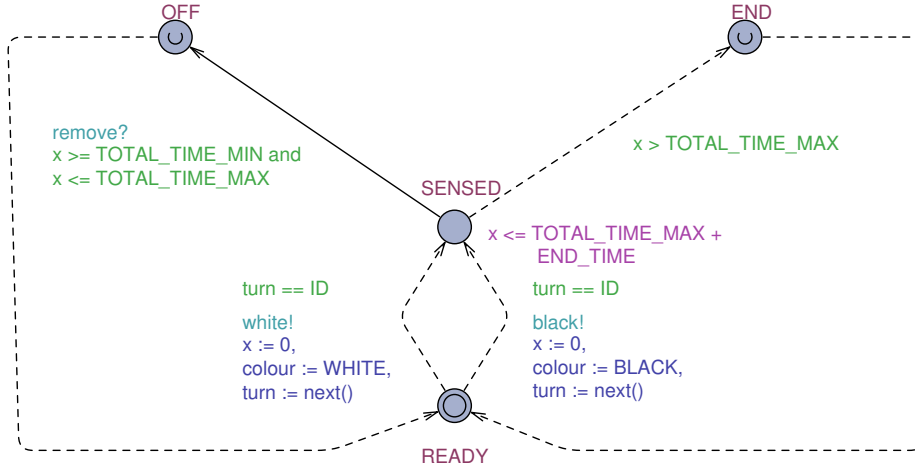 OFF
END
remove?
x >= TOTAL_TIME_MIN and
x <= TOTAL_TIME_MAX
x > TOTAL_TIME_MAX
SENSED
x <= TOTAL_TIME_MAX +
END_TIME
turn == ID
white!
x := 0,
colour := WHITE,
turn := next()
turn == ID
black!
x := 0,
colour := BLACK,
turn := next()
READY